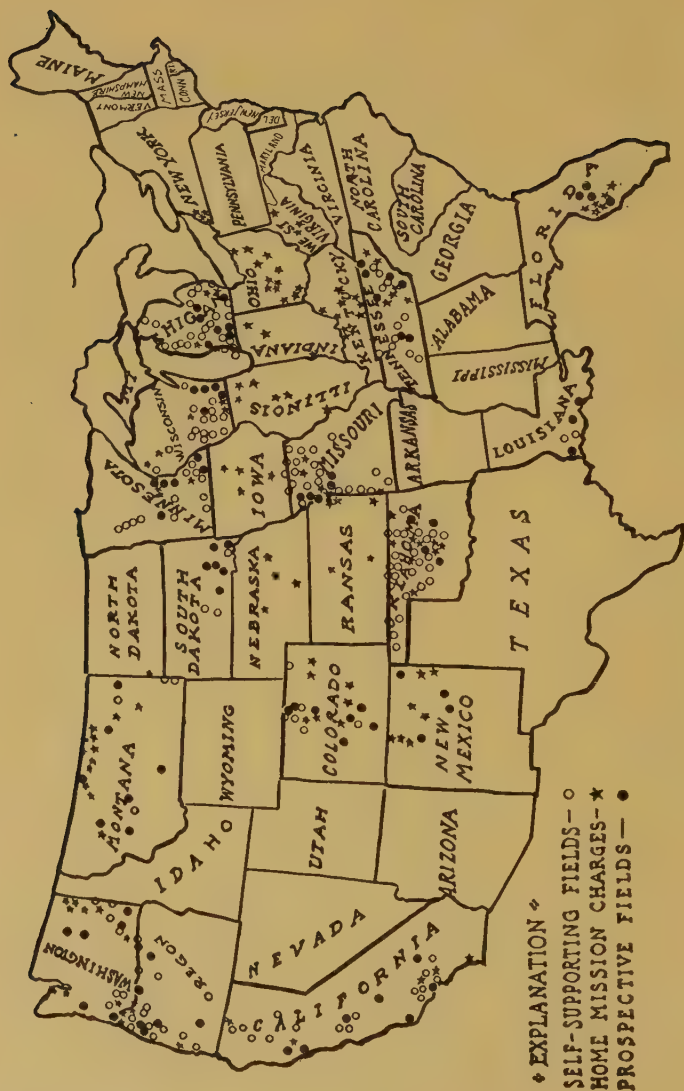 WASHINGTON
OREGON
CALIFORNIA
NEVADA
IDAHO
MONTANA
WYOMING
UTAH
ARIZONA
COLORADO
NEW
MEXICO
NORTH
DAKOTA
SOUTH
DAKOTA
NEBRASKA
KANSAS
OKLAHOMA
TEXAS
MINNESOTA
IOWA
MISSOURI
ARKANSAS
LOUISIANA
WISCONSIN
ILLINOIS
INDIANA
OHIO
KENTUCKY
TENNESSEE
MISSISSIPPI
ALABAMA
GEORGIA
FLORIDA
SOUTH
CAROLINA
NORTH
CAROLINA
VIRGINIA
WEST
VIRGINIA
MARYLAND
DEL
NEW JERSEY
PENNSYLVANIA
NEW YORK
VERMONT
NEW
HAMPSHIRE
MAINE
MASS
CONN
EXPLANATION
SELF-SUPPORTING FIELDS—
HOME MISSION CHARGES—
PROSPECTIVE FIELDS—